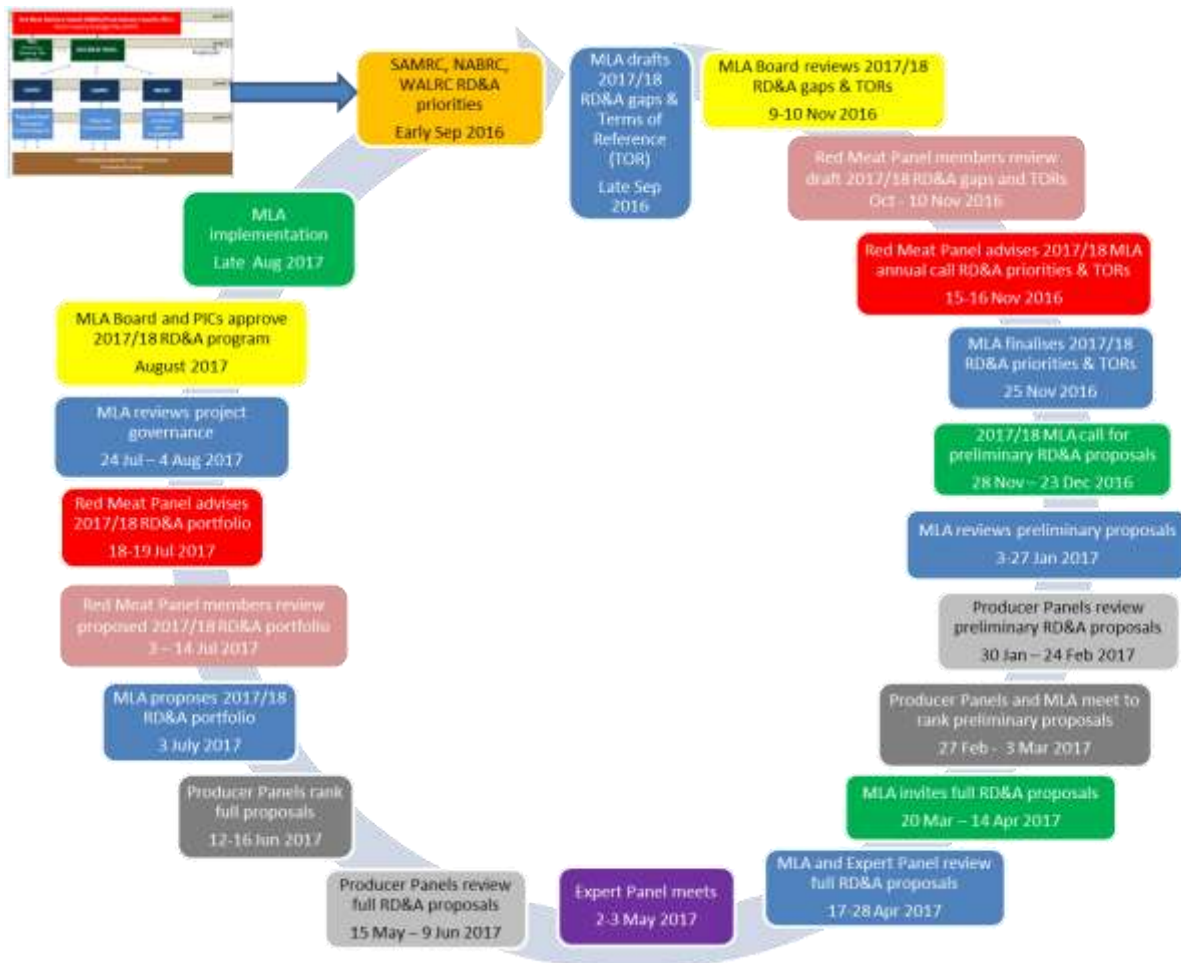 SAMRC, NABRC,
WALRC RD&A
priorities
Early Sep 2016
MLA drafts
2017/18
RD&A gaps &
Terms of
Reference
(TOR)
Late Sep
2016
MLA Board reviews 2017/18
RD&A gaps & TORs
9-10 Nov 2016
Red Meat Panel members review
draft 2017/18 RD&A gaps and TORs
Oct - 10 Nov 2016
Red Meat Panel advises 2017/18 MLA
annual call RD&A priorities & TORs
15-16 Nov 2016
MLA finalises 2017/18
RD&A priorities & TORs
25 Nov 2016
2017/18 MLA call for
preliminary RD&A proposals
28 Nov – 23 Dec 2016
MLA reviews preliminary proposals
3-27 Jan 2017
Producer Panels review
preliminary RD&A proposals
30 Jan – 24 Feb 2017
Producer Panels and MLA meet to
rank preliminary proposals
27 Feb - 3 Mar 2017
MLA invites full RD&A proposals
20 Mar – 14 Apr 2017
MLA and Expert Panel review
full RD&A proposals
17-28 Apr 2017
Expert Panel meets
2-3 May 2017
Producer Panels review
full RD&A proposals
15 May – 9 Jun 2017
Producer Panels rank
full proposals
12-16 Jun 2017
MLA proposes 2017/18
RD&A portfolio
3 July 2017
Red Meat Panel members review
proposed 2017/18 RD&A portfolio
3 – 14 Jul 2017
Red Meat Panel advises
2017/18 RD&A portfolio
18-19 Jul 2017
MLA reviews project
governance
24 Jul – 4 Aug 2017
MLA Board and PICs approve
2017/18 RD&A program
August 2017
MLA
implementation
Late Aug 2017